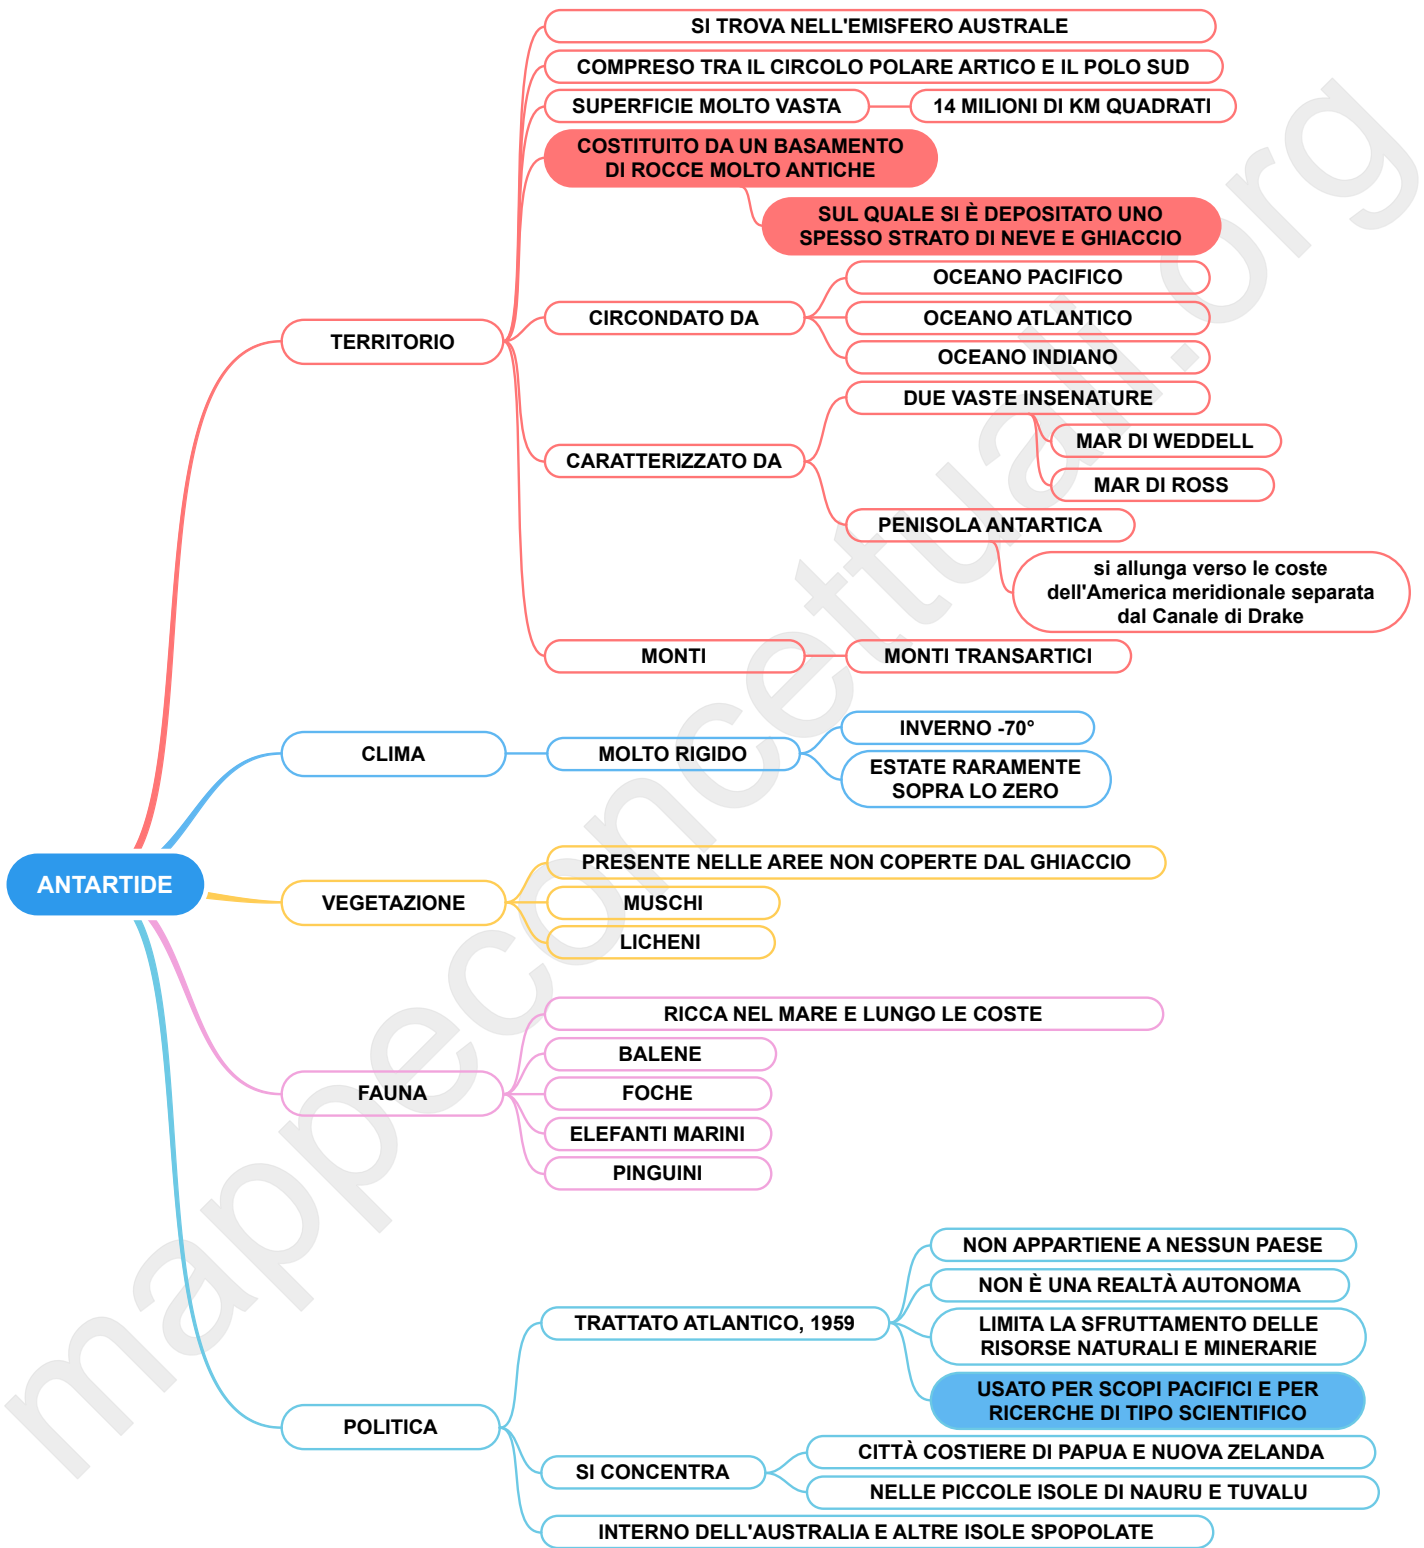 SI TROVA NELL'EMISFERO AUSTRALE
COMPRESO TRA IL CIRCOLO POLARE ARTICO E IL POLO SUD
SUPERFICIE MOLTO VASTA
14 MILIONI DI KM QUADRATI
COSTITUITO DA UN BASAMENTO
DI ROCCE MOLTO ANTICHE
SUL QUALE SI È DEPOSITATO UNO
SPESSO STRATO DI NEVE E GHIACCIO
TERRITORIO
CIRCONDATO DA
OCEANO PACIFICO
OCEANO ATLANTICO
OCEANO INDIANO
CARATTERIZZATO DA
DUE VASTE INSENATURE
MAR DI WEDDELL
MAR DI ROSS
PENISOLA ANTARTICA
si allunga verso le coste
dell'America meridionale separata
dal Canale di Drake
MONTI
MONTI TRANSARTICI
CLIMA
MOLTO RIGIDO
INVERNO -70°
ESTATE RARAMENTE
SOPRA LO ZERO
ANTARTIDE
VEGETAZIONE
PRESENTE NELLE AREE NON COPERTE DAL GHIACCIO
MUSCHI
LICHENI
FAUNA
RICCA NEL MARE E LUNGO LE COSTE
BALENE
FOCHE
ELEFANTI MARINI
PINGUINI
POLITICA
TRATTATO ATLANTICO, 1959
NON APPARTIENE A NESSUN PAESE
NON È UNA REALTÀ AUTONOMA
LIMITA LA SFRUTTAMENTO DELLE
RISORSE NATURALI E MINERARIE
USATO PER SCOPI PACIFICI E PER
RICERCHE DI TIPO SCIENTIFICO
SI CONCENTRA
CITTÀ COSTIERE DI PAPUA E NUOVA ZELANDA
NELLE PICCOLE ISOLE DI NAURU E TUVALU
INTERNO DELL'AUSTRALIA E ALTRE ISOLE SPOPOLATE
mappeconcettuali.org